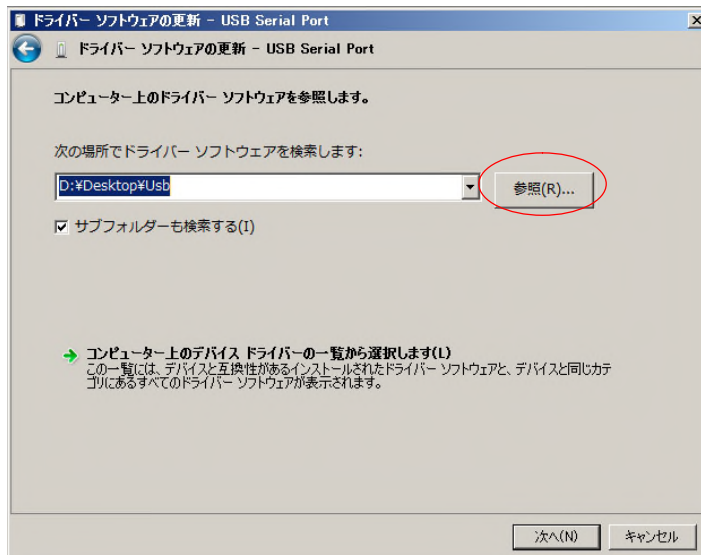 ドライバー ソフトウェアの更新 - USB Serial Port
ドライバー ソフトウェアの更新 - USB Serial Port
コンピューター上のドライバー ソフトウェアを参照します。
次の場所でドライバー ソフトウェアを検索します:
D:¥Desktop¥Usb
参照(R)...
サブフォルダーも検索する(I)
コンピューター上のデバイス ドライバーの一覧から選択します(L)
この一覧には、デバイスと互換性があるインストールされたドライバー ソフトウェアと、デバイスと同じカテ
ゴリにあるすべてのドライバー ソフトウェアが表示されます。
次へ(N)
キャンセル